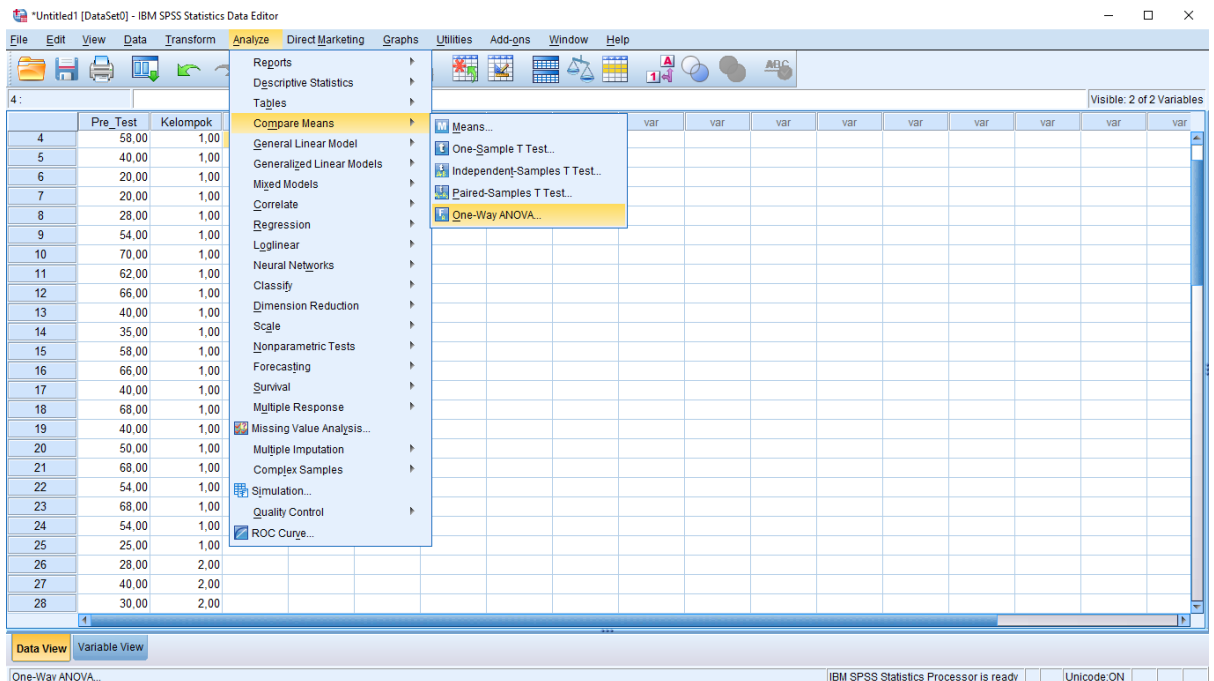 *Untitled1 [DataSet0] - IBM SPSS Statistics Data Editor
File Edit View Data Transform Analyze Direct Marketing Graphs Utilities Add-ons Window Help
4 :
Visible: 2 of 2 Variables
Pre_Test Kelompok var var var var var var var var var
4 58,00 1,00
5 40,00 1,00
6 20,00 1,00
7 20,00 1,00
8 28,00 1,00
9 54,00 1,00
10 70,00 1,00
11 62,00 1,00
12 66,00 1,00
13 40,00 1,00
14 35,00 1,00
15 58,00 1,00
16 66,00 1,00
17 40,00 1,00
18 68,00 1,00
19 40,00 1,00
20 50,00 1,00
21 68,00 1,00
22 54,00 1,00
23 68,00 1,00
24 54,00 1,00
25 25,00 1,00
26 28,00 2,00
27 40,00 2,00
28 30,00 2,00
Reports
Descriptive Statistics
Tables
Compare Means
General Linear Model
Generalized Linear Models
Mixed Models
Correlate
Regression
Loglinear
Neural Networks
Classify
Dimension Reduction
Scale
Nonparametric Tests
Forecasting
Survival
Multiple Response
Missing Value Analysis...
Multiple Imputation
Complex Samples
Simulation...
Quality Control
ROC Curve...
Means...
One-Sample T Test...
Independent-Samples T Test...
Paired-Samples T Test...
One-Way ANOVA...
Data View Variable View
One-Way ANOVA... IBM SPSS Statistics Processor is ready Unicode:ON